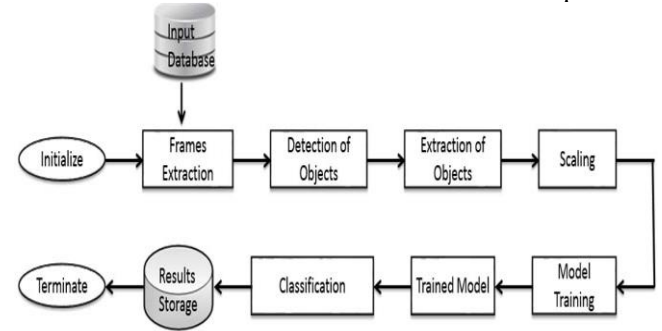 Input
Database
Initialize
Frames
Extraction
Detection of
Objects
Extraction of
Objects
Scaling
Terminate
Results
Storage
Classification
Trained Model
Model
Training